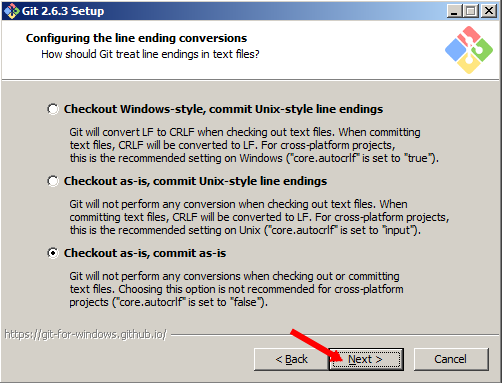 Git 2.6.3 Setup
Configuring the line ending conversions
How should Git treat line endings in text files?
Checkout Windows-style, commit Unix-style line endings
Git will convert LF to CRLF when checking out text files. When committing
text files, CRLF will be converted to LF. For cross-platform projects,
this is the recommended setting on Windows ("core.autocrlf" is set to "true").
Checkout as-is, commit Unix-style line endings
Git will not perform any conversion when checking out text files. When
committing text files, CRLF will be converted to LF. For cross-platform projects,
this is the recommended setting on Unix ("core.autocrlf" is set to "input").
Checkout as-is, commit as-is
Git will not perform any conversions when checking out or committing
text files. Choosing this option is not recommended for cross-platform
projects ("core.autocrlf" is set to "false").
https://git-for-windows.github.io/
< Back
Next >
Cancel